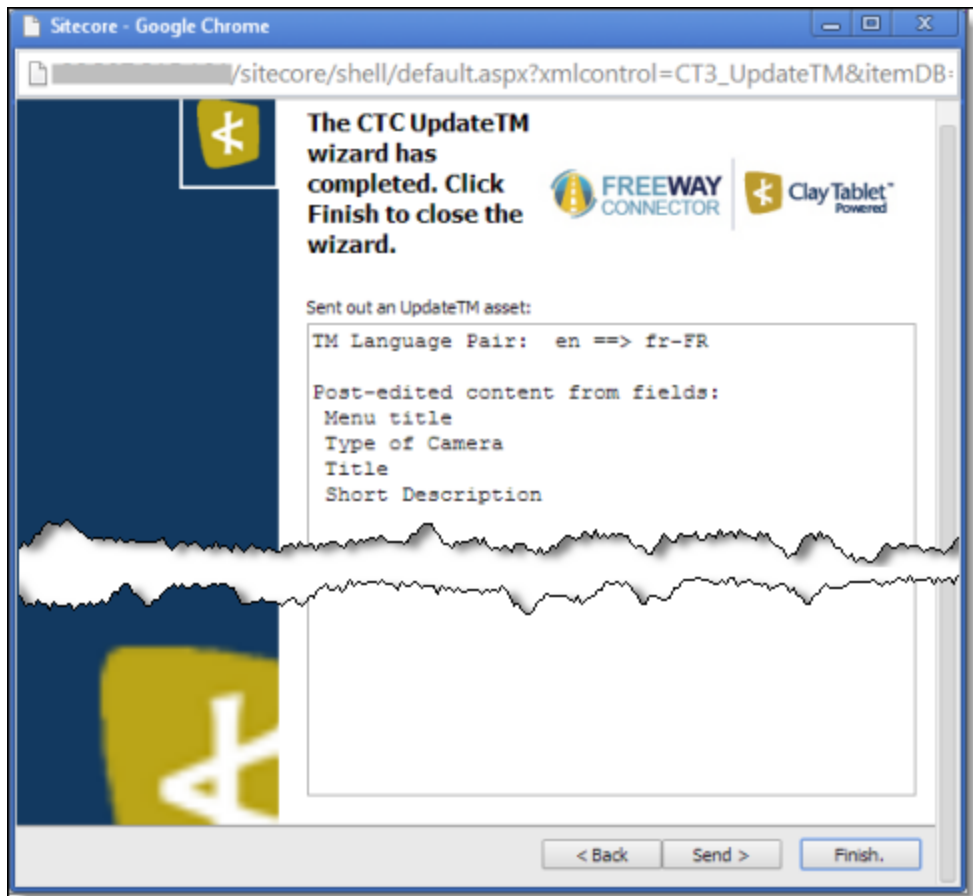 Sitecore - Google Chrome
/sitecore/shell/default.aspx?xmlcontrol=CT3_UpdateTM&itemDB=
The CTC UpdateTM
wizard has
completed. Click
Finish to close the
wizard.
FREEWAY
CONNECTOR
Clay Tablet™
Powered
Sent out an UpdateTM asset:
TM Language Pair:  en ==> fr-FR
Post-edited content from fields:
Menu title
Type of Camera
Title
Short Description
< Back
Send >
Finish.